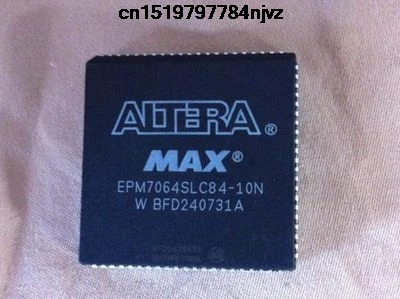 cn1519797784njvz
ALTERA®
MAX®
EPM7064SLC84-10N
W BFD240731A